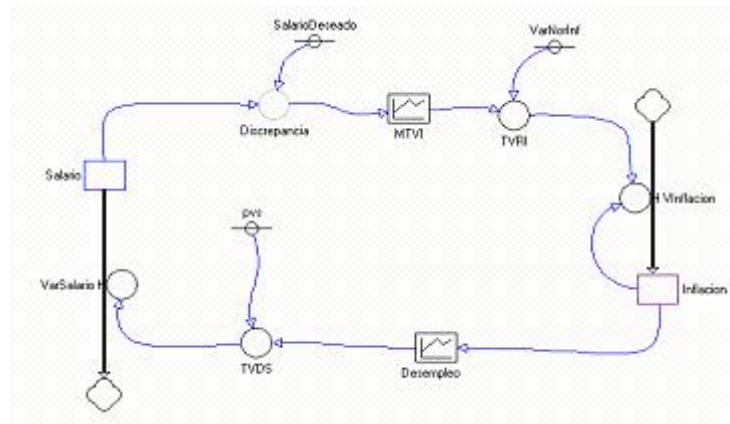 SalarioDeseado
VarNorInf
Discrepancia
MTVI
TVRI
Salario
VInflacion
pvs
VarSalario
Inflacion
TVDS
Desempleo